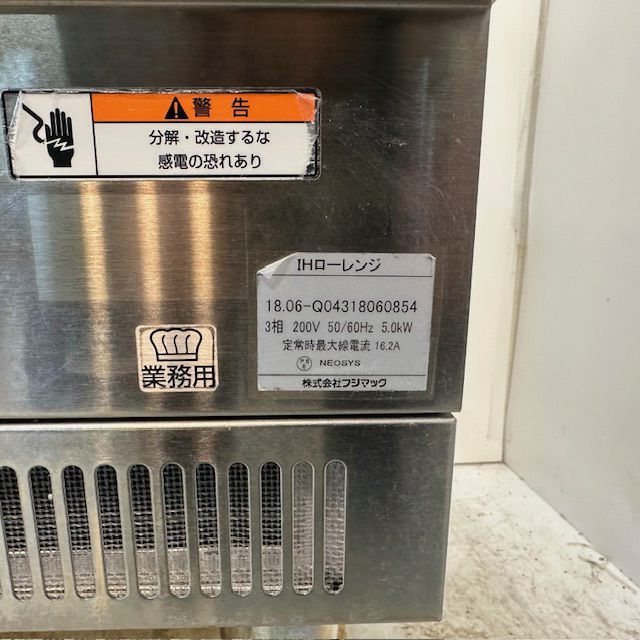 警告
分解・改造するな
感電の恐れあり
IHローレンジ
18.06-Q04318060854
3相 200V 50/60Hz 5.0kW
定常時最大線電流 16.2A
NEOSYS
株式会社フジマック
業務用